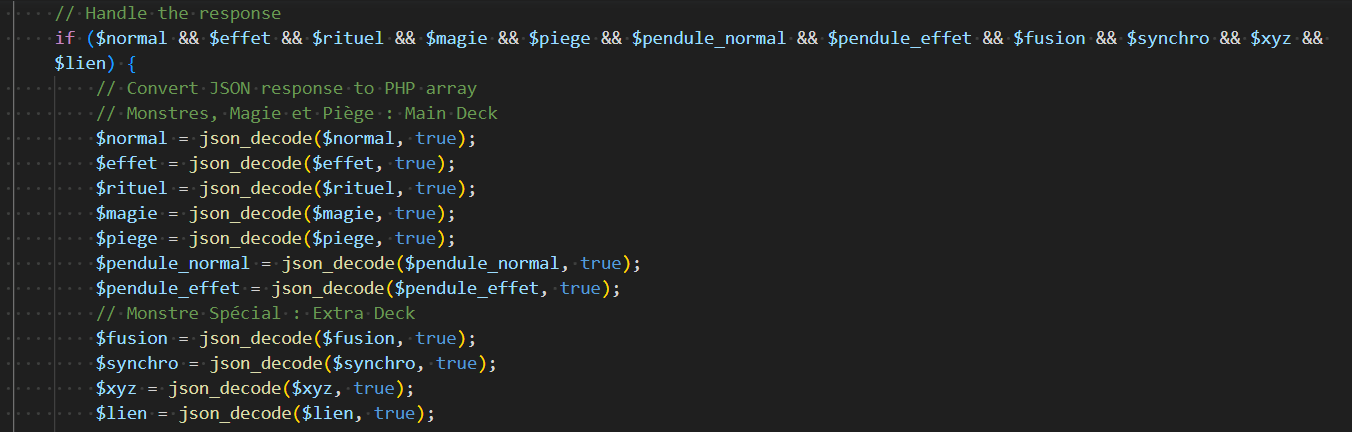 // Handle the response
if ($normal && $effet && $rituel && $magie && $piege && $pendule_normal && $pendule_effet && $fusion && $synchro && $xyz &&
$lien) {
// Convert JSON response to PHP array
// Monstres, Magie et Piège : Main Deck
$normal = json_decode($normal, true);
$effet = json_decode($effet, true);
$rituel = json_decode($rituel, true);
$magie = json_decode($magie, true);
$piege = json_decode($piege, true);
$pendule_normal = json_decode($pendule_normal, true);
$pendule_effet = json_decode($pendule_effet, true);
// Monstre Spécial : Extra Deck
$fusion = json_decode($fusion, true);
$synchro = json_decode($synchro, true);
$xyz = json_decode($xyz, true);
$lien = json_decode($lien, true);